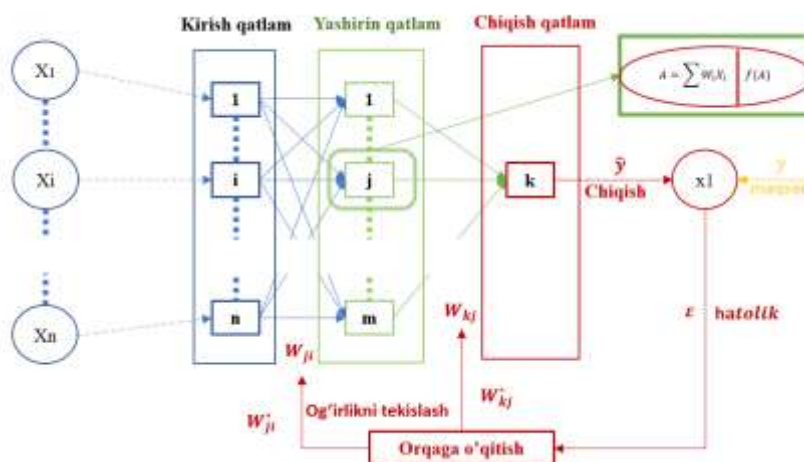 Kirish qatlam
Yashirin qatlam
Chiqish qatlam
X1
Xi
Xn
1
i
n
1
j
m
k
A = ∑ WᵢXᵢ f(A)
ŷ
Chiqish
x1
y
ε hatolik
W_ji
W_kj
W*_ji
W*_kj
Og'irlikni tekislash
Orqaga o'qitish